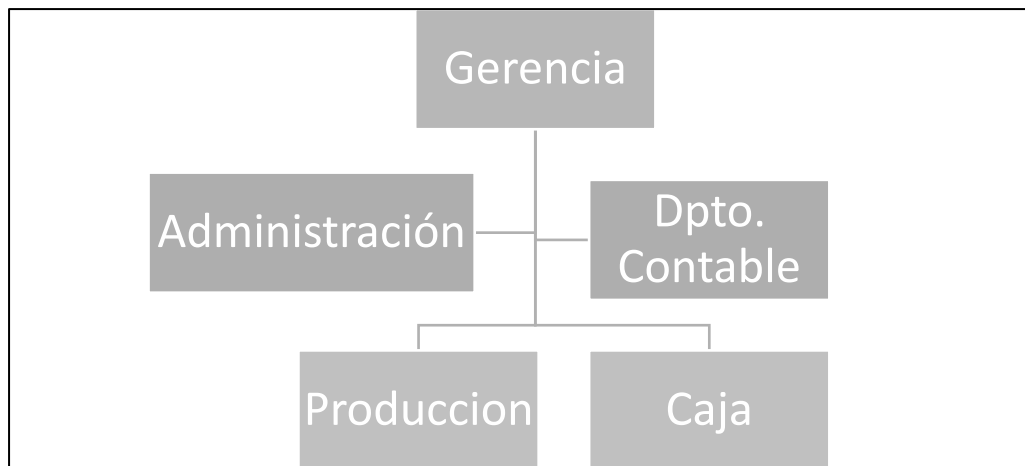 Gerencia
Administración
Dpto.
Contable
Produccion
Caja